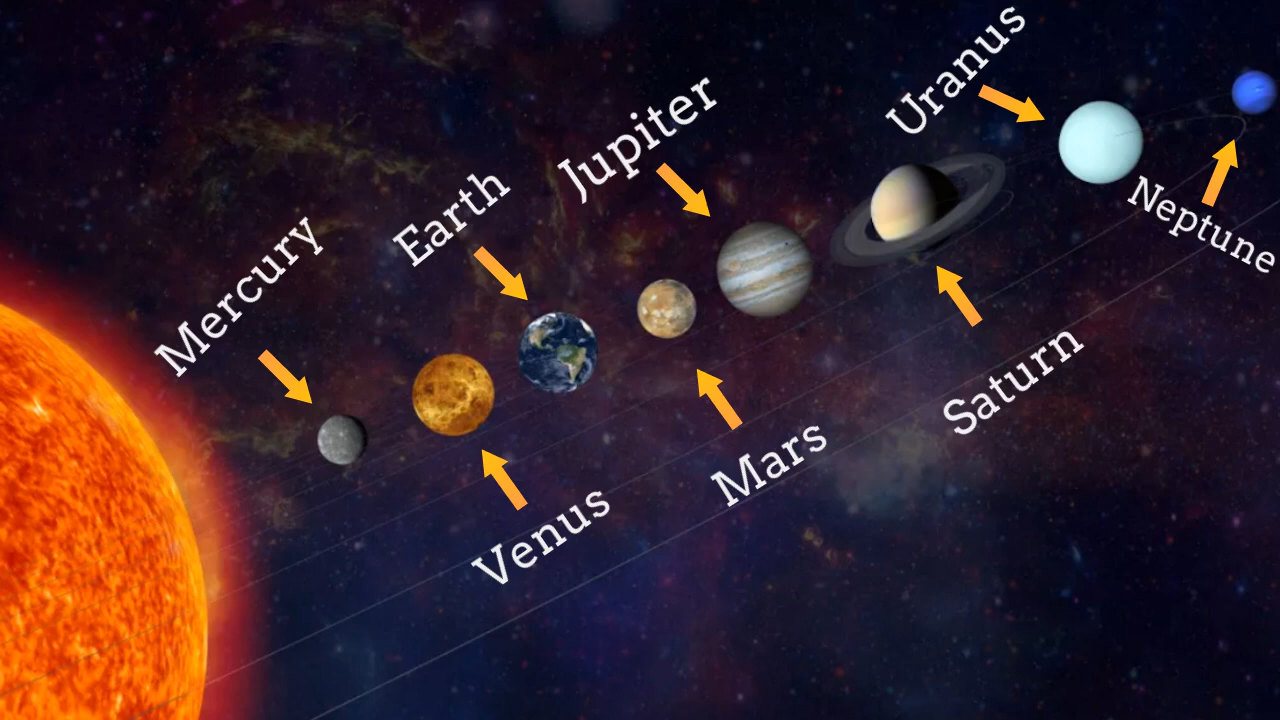 Mercury
Venus
Earth
Mars
Jupiter
Saturn
Uranus
Neptune